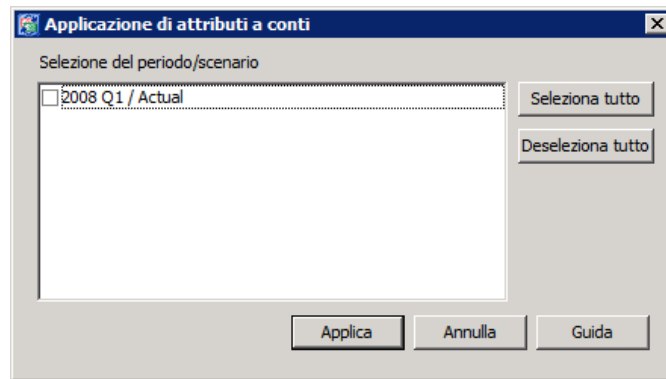 Applicazione di attributi a conti
Selezione del periodo/scenario
2008 Q1 / Actual
Seleziona tutto
Deseleziona tutto
Applica
Annulla
Guida